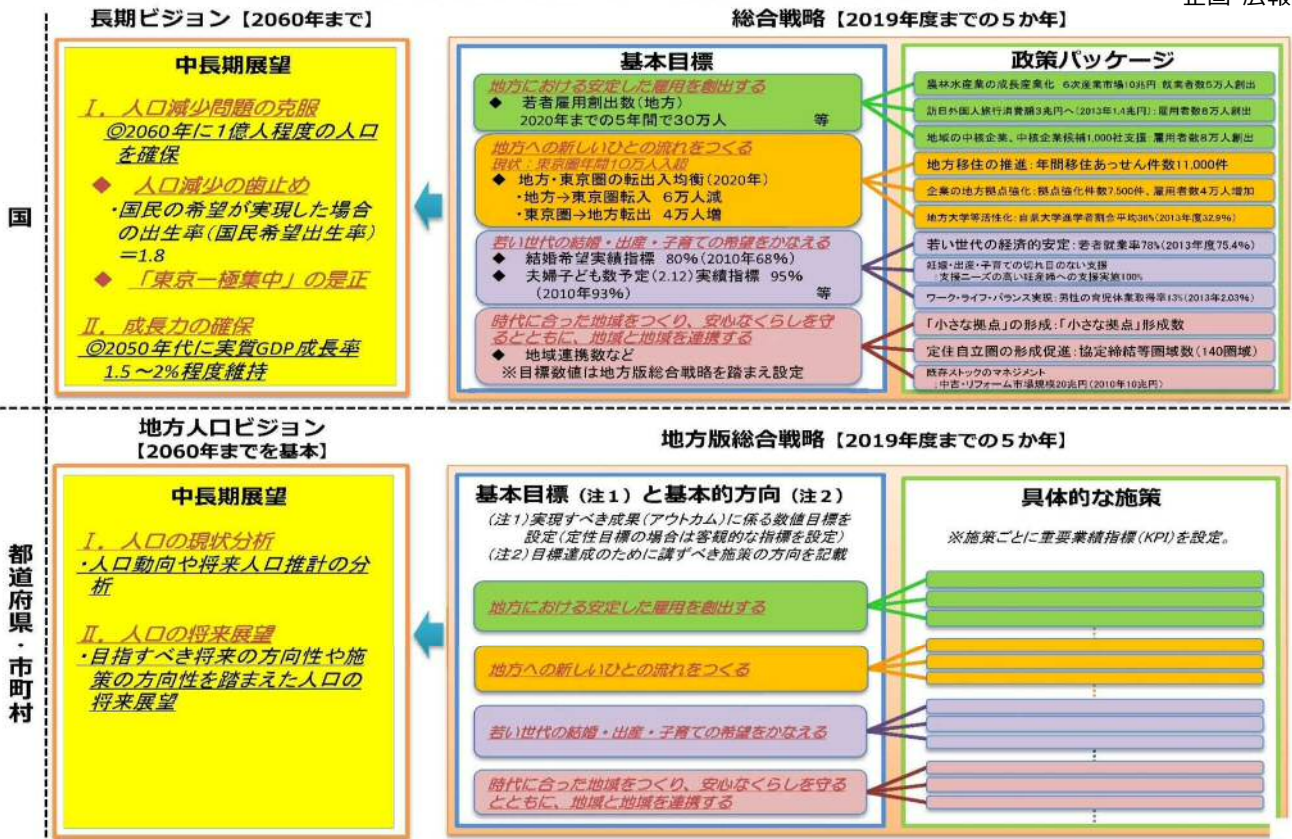 企画 広報
長期ビジョン【2060年まで】
総合戦略【2019年度までの5か年】
国
中長期展望
Ⅰ. 人口減少問題の克服
◎2060年に1億人程度の人口
を確保
◆ 人口減少の歯止め
・国民の希望が実現した場合
の出生率(国民希望出生率)
=1.8
◆ 「東京一極集中」の是正
Ⅱ. 成長力の確保
◎2050年代に実質GDP成長率
1.5~2%程度維持
基本目標
地方における安定した雇用を創出する
◆ 若者雇用創出数(地方)
2020年までの5年間で30万人 等
地方への新しいひとの流れをつくる
現状:東京圏年間10万人入超
◆ 地方・東京圏の転出入均衡(2020年)
・地方→東京圏転入 6万人減
・東京圏→地方転出 4万人増
若い世代の結婚・出産・子育ての希望をかなえる
◆ 結婚希望実績指標 80%(2010年68%)
◆ 夫婦子ども数予定(2.12)実績指標 95%
(2010年93%) 等
時代に合った地域をつくり、安心なくらしを守
るとともに、地域と地域を連携する
◆ 地域連携数など
※目標数値は地方版総合戦略を踏まえ設定
政策パッケージ
農林水産業の成長産業化 6次産業市場10兆円 就業者数5万人創出
訪日外国人旅行消費額3兆円へ(2013年1.4兆円):雇用者数8万人創出
地域の中核企業、中核企業候補1,000社支援 雇用者数8万人創出
地方移住の推進:年間移住あっせん件数11,000件
企業の地方拠点強化:拠点強化件数7,500件、雇用者数4万人増加
地方大学等活性化:自県大学進学者割合平均36%(2013年度32.9%)
若い世代の経済的安定:若者就業率78%(2013年度75.4%)
妊娠・出産・子育ての切れ目のない支援
:支援ニーズの高い妊産婦への支援実施100%
ワーク・ライフ・バランス実現:男性の育児休業取得率13%(2013年2.03%)
「小さな拠点」の形成:「小さな拠点」形成数
定住自立圏の形成促進:協定締結等圏域数(140圏域)
既存ストックのマネジメント
:中古・リフォーム市場規模20兆円(2010年10兆円)
地方人口ビジョン
【2060年までを基本】
地方版総合戦略【2019年度までの5か年】
都道府県・市町村
中長期展望
Ⅰ. 人口の現状分析
・人口動向や将来人口推計の分
析
Ⅱ. 人口の将来展望
・目指すべき将来の方向性や施
策の方向性を踏まえた人口の
将来展望
基本目標(注1)と基本的方向(注2)
(注1)実現すべき成果(アウトカム)に係る数値目標を
設定(定性目標の場合は客観的な指標を設定)
(注2)目標達成のために講ずべき施策の方向を記載
地方における安定した雇用を創出する
地方への新しいひとの流れをつくる
若い世代の結婚・出産・子育ての希望をかなえる
時代に合った地域をつくり、安心なくらしを守る
とともに、地域と地域を連携する
具体的な施策
※施策ごとに重要業績指標(KPI)を設定。